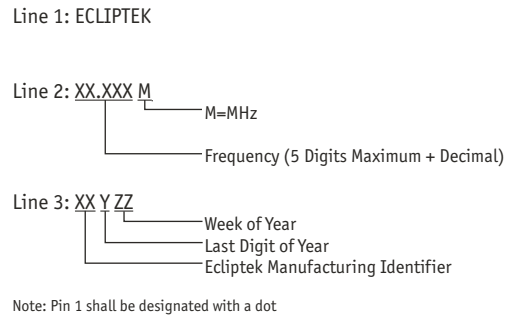 Line 1: ECLIPTEK
Line 2: XX.XXX M
M=MHz
Frequency (5 Digits Maximum + Decimal)
Line 3: XX Y ZZ
Week of Year
Last Digit of Year
Ecliptek Manufacturing Identifier
Note: Pin 1 shall be designated with a dot